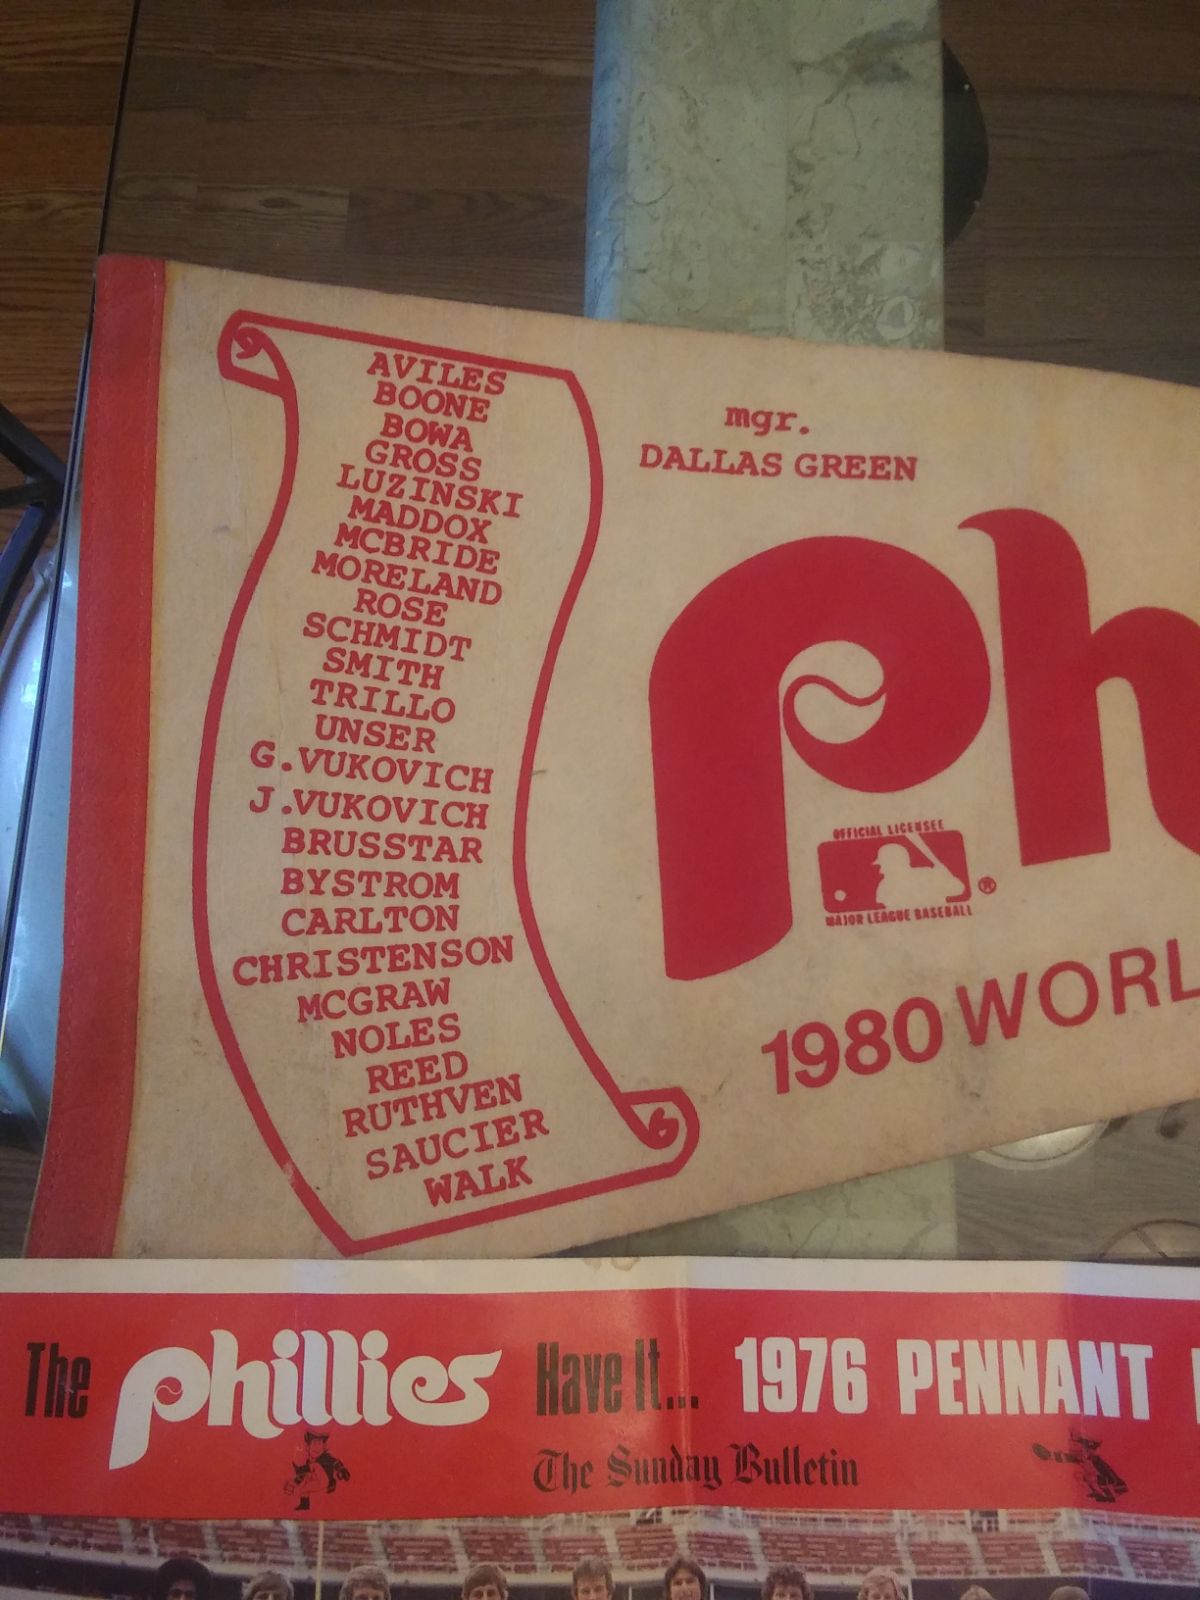 AVILES
BOONE
BOWA
GROSS
LUZINSKI
MADDOX
MCBRIDE
MORELAND
ROSE
SCHMIDT
SMITH
TRILLO
UNSER
G.VUKOVICH
J.VUKOVICH
BRUSSTAR
BYSTROM
CARLTON
CHRISTENSON
MCGRAW
NOLES
REED
RUTHVEN
SAUCIER
WALK
mgr.
DALLAS GREEN
Ph
OFFICIAL LICENSEE
®
MAJOR LEAGUE BASEBALL
1980 WORL
The phillies Have It... 1976 PENNANT
The Sunday Bulletin